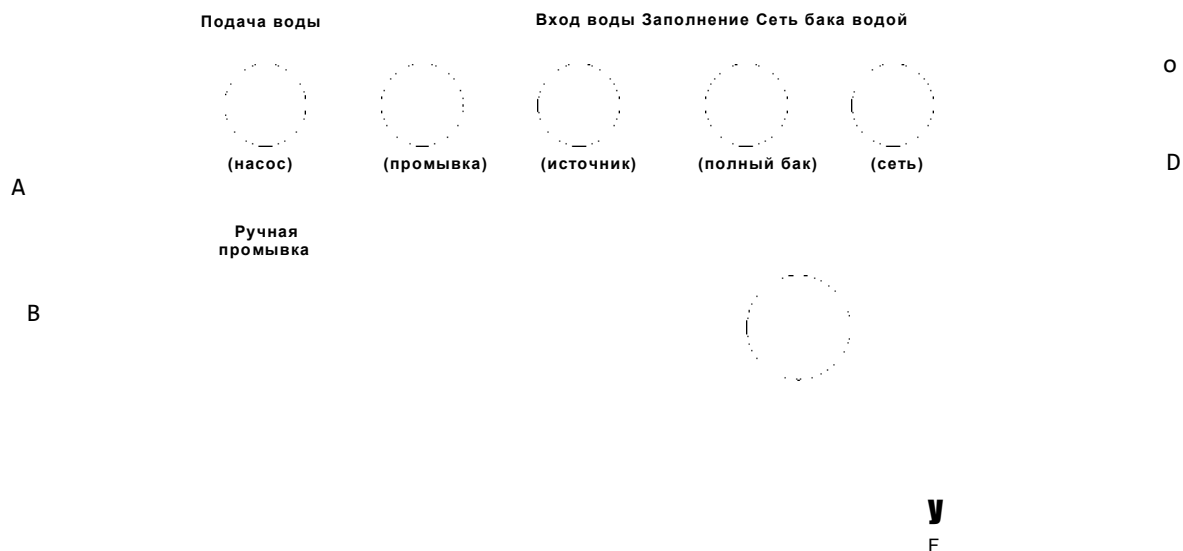 Подача воды
Вход воды Заполнение Сеть бака водой
о
(насос) (промывка) (источник) (полный бак) (сеть)
D
A
Ручная
промывка
B
у
F